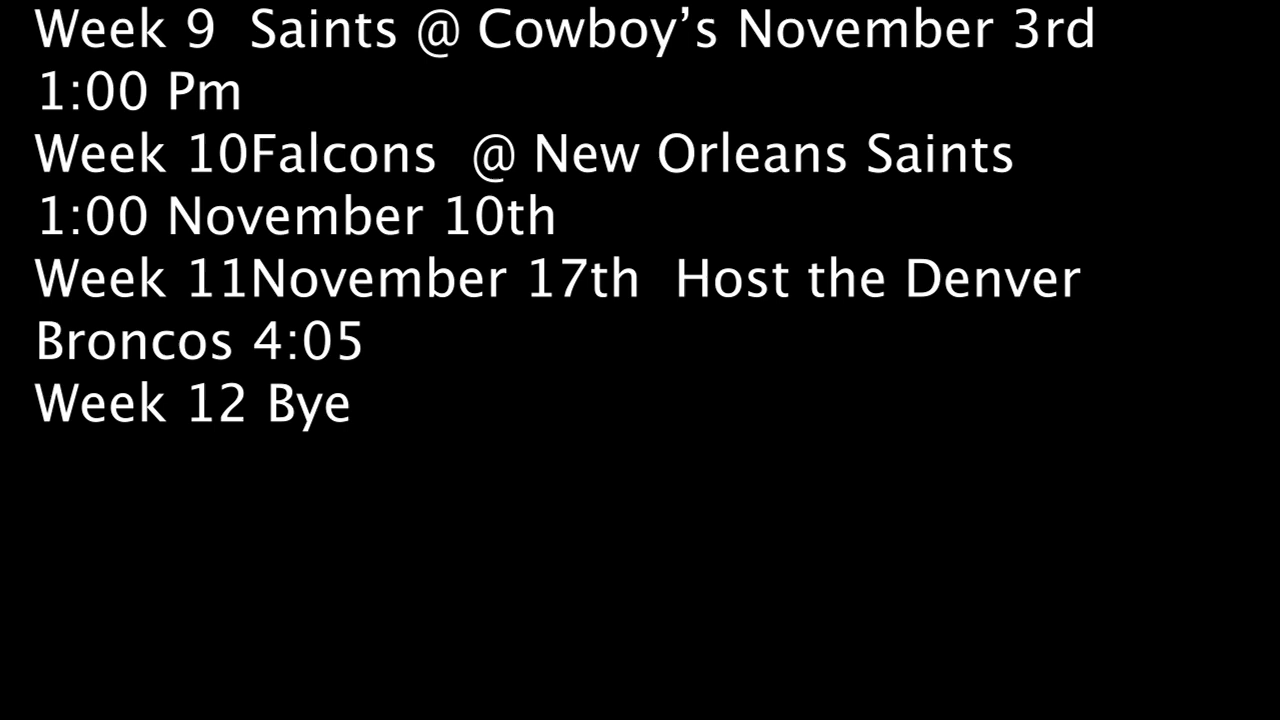 Week 9  Saints @ Cowboy’s November 3rd
1:00 Pm
Week 10Falcons  @ New Orleans Saints
1:00 November 10th
Week 11November 17th  Host the Denver
Broncos 4:05
Week 12 Bye